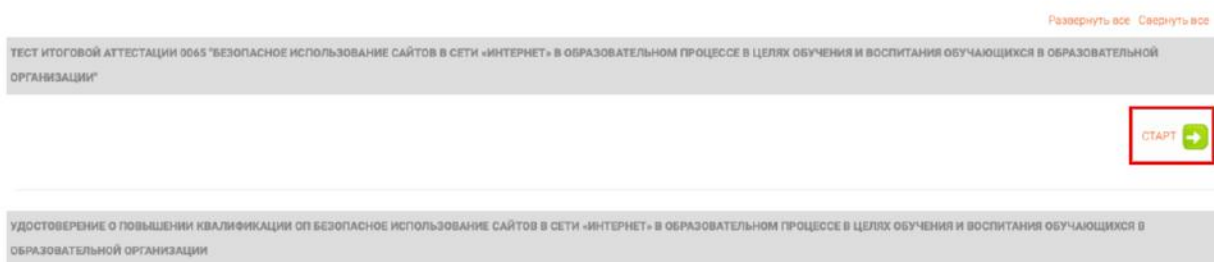 Развернуть все Свернуть все
ТЕСТ ИТОГОВОЙ АТТЕСТАЦИИ 0065 "БЕЗОПАСНОЕ ИСПОЛЬЗОВАНИЕ САЙТОВ В СЕТИ «ИНТЕРНЕТ» В ОБРАЗОВАТЕЛЬНОМ ПРОЦЕССЕ В ЦЕЛЯХ ОБУЧЕНИЯ И ВОСПИТАНИЯ ОБУЧАЮЩИХСЯ В ОБРАЗОВАТЕЛЬНОЙ
ОРГАНИЗАЦИИ"
СТАРТ
УДОСТОВЕРЕНИЕ О ПОВЫШЕНИИ КВАЛИФИКАЦИИ ОП БЕЗОПАСНОЕ ИСПОЛЬЗОВАНИЕ САЙТОВ В СЕТИ «ИНТЕРНЕТ» В ОБРАЗОВАТЕЛЬНОМ ПРОЦЕССЕ В ЦЕЛЯХ ОБУЧЕНИЯ И ВОСПИТАНИЯ ОБУЧАЮЩИХСЯ В
ОБРАЗОВАТЕЛЬНОЙ ОРГАНИЗАЦИИ